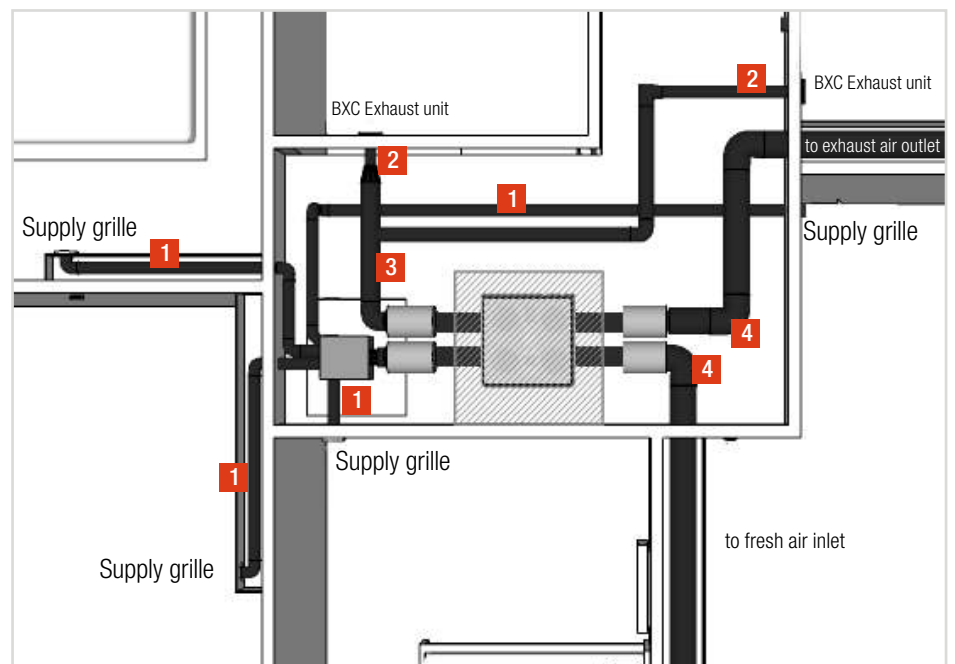 2
BXC Exhaust unit
BXC Exhaust unit
to exhaust air outlet
2
1
Supply grille
Supply grille
1
3
4
4
1
Supply grille
1
to fresh air inlet
Supply grille